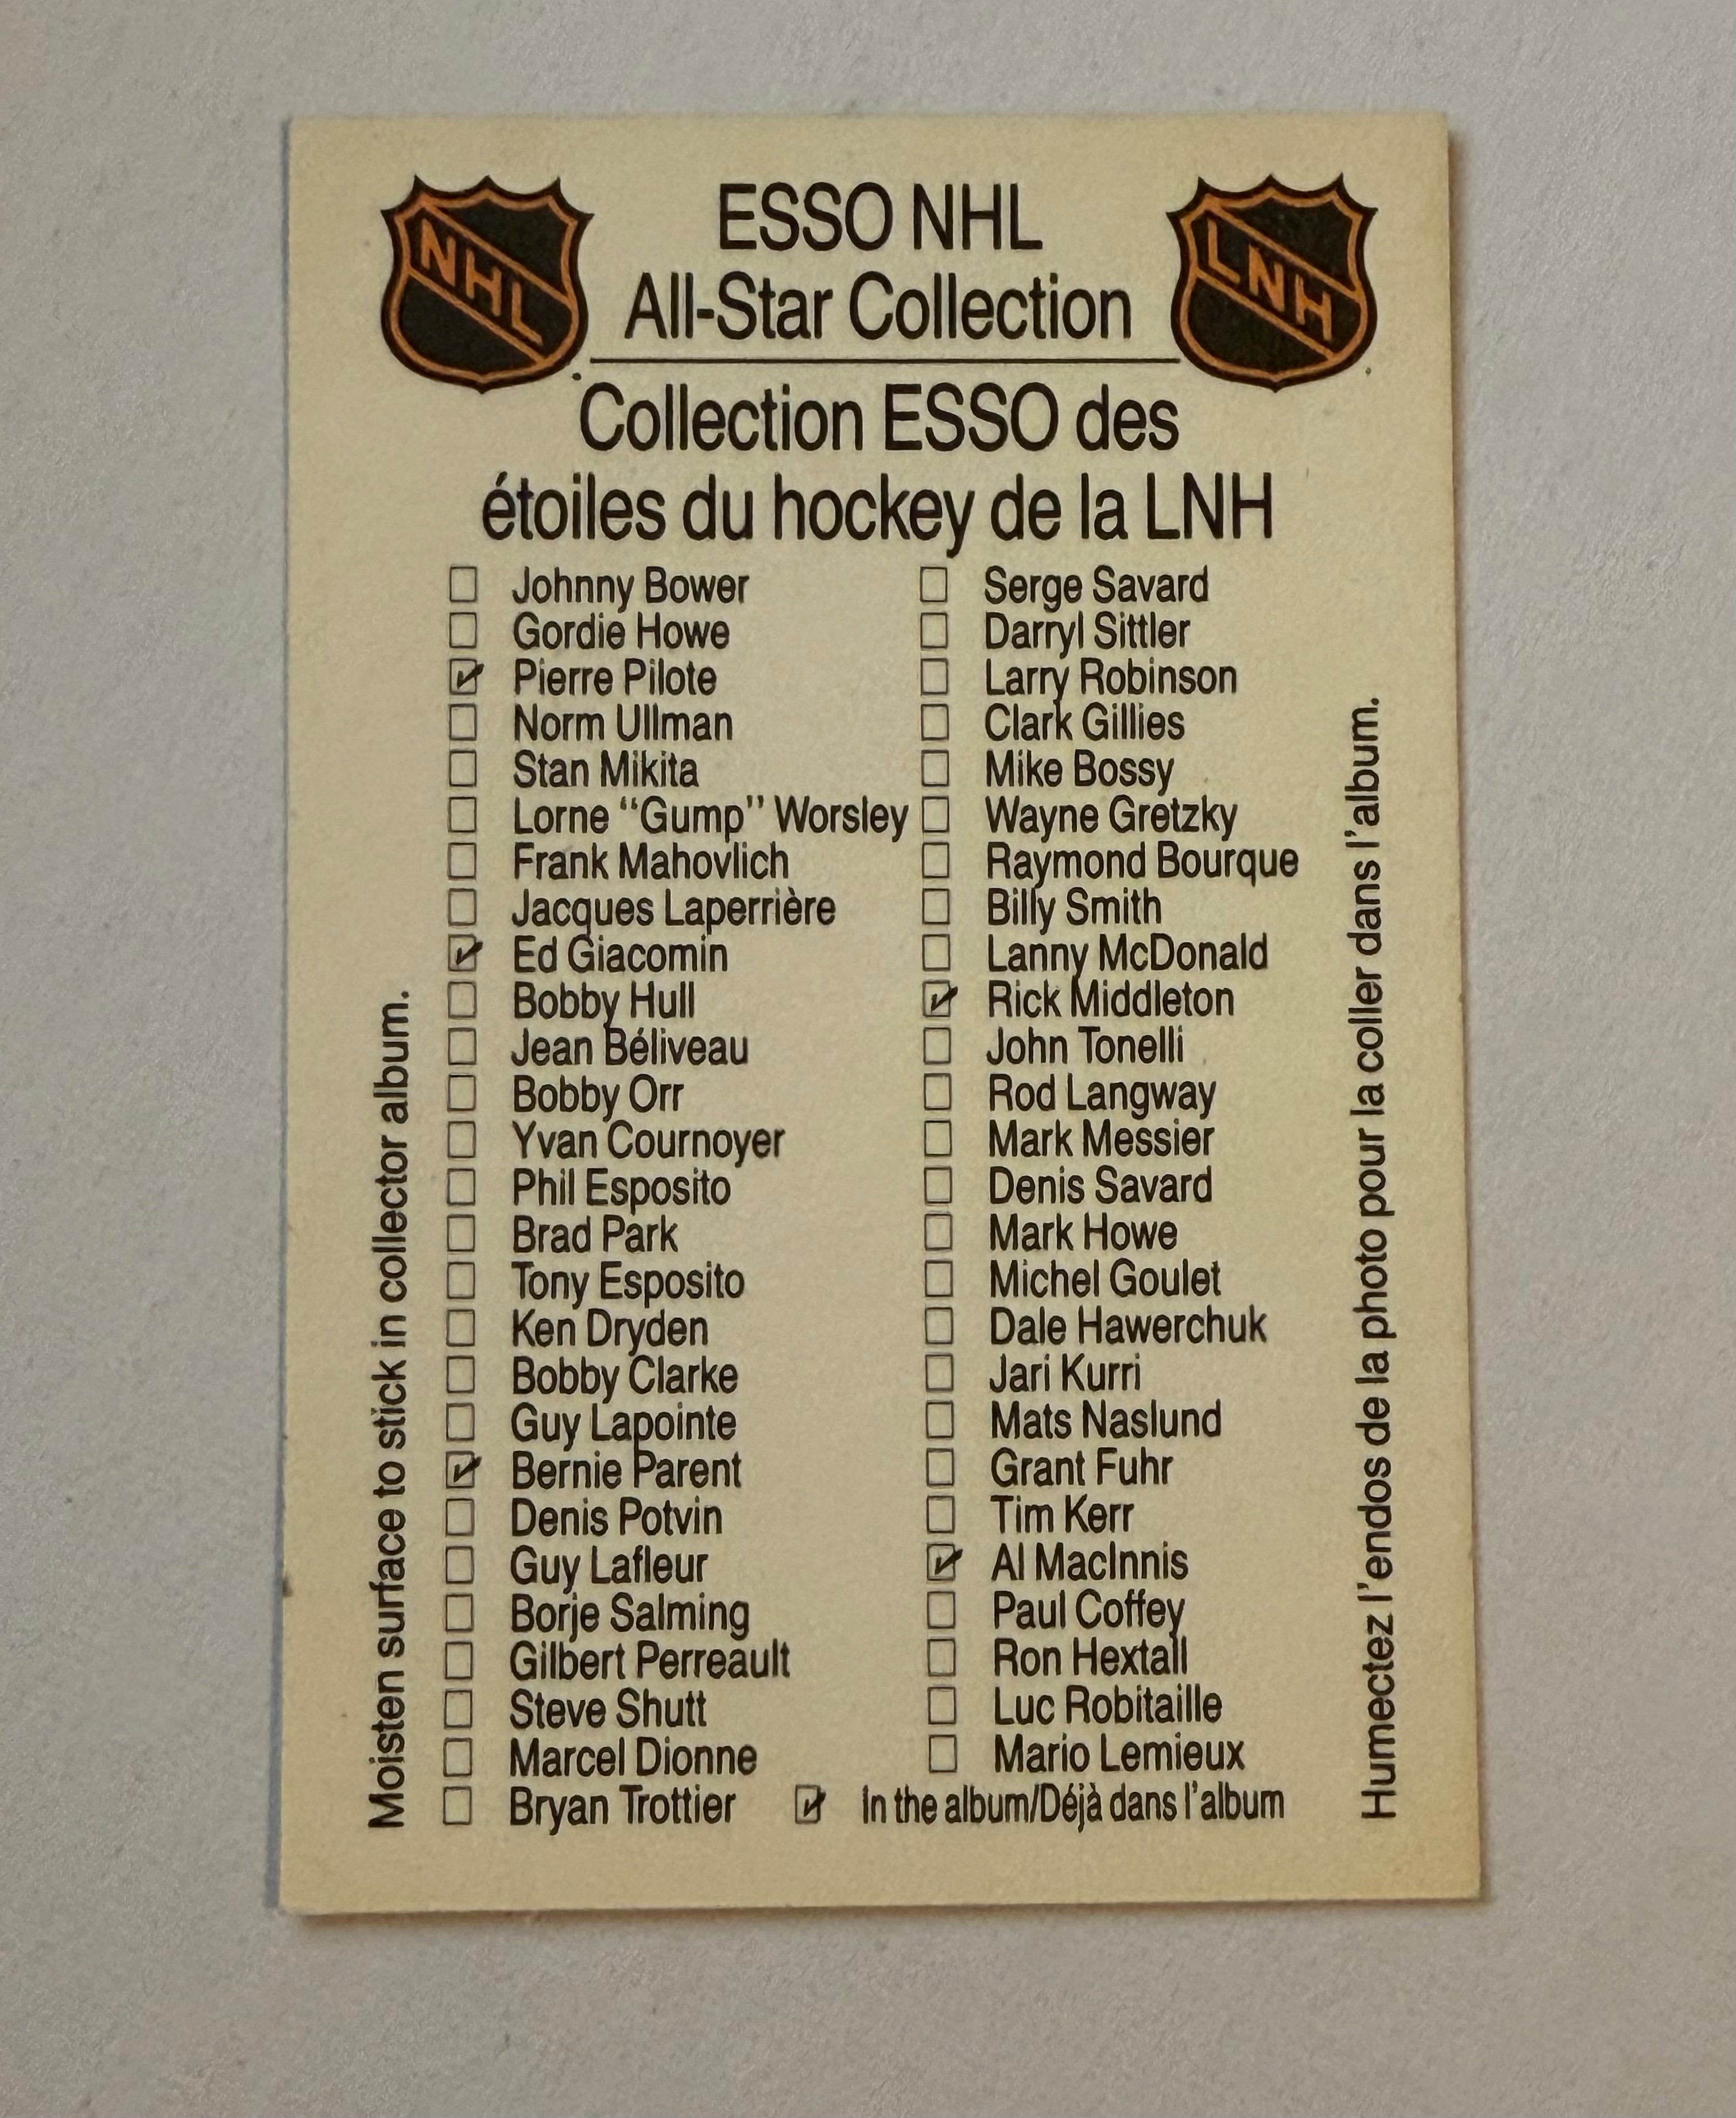 NHL
ESSO NHL
All-Star Collection
LNH
Collection ESSO des
étoiles du hockey de la LNH
☐ Johnny Bower
☐ Gordie Howe
☑ Pierre Pilote
☐ Norm Ullman
☐ Stan Mikita
☐ Lorne “Gump” Worsley
☐ Frank Mahovlich
☐ Jacques Laperrière
☑ Ed Giacomin
☐ Bobby Hull
☐ Jean Béliveau
☐ Bobby Orr
☐ Yvan Cournoyer
☐ Phil Esposito
☐ Brad Park
☐ Tony Esposito
☐ Ken Dryden
☐ Bobby Clarke
☐ Guy Lapointe
☑ Bernie Parent
☐ Denis Potvin
☐ Guy Lafleur
☐ Borje Salming
☐ Gilbert Perreault
☐ Steve Shutt
☐ Marcel Dionne
☐ Bryan Trottier
☐ Serge Savard
☐ Darryl Sittler
☐ Larry Robinson
☐ Clark Gillies
☐ Mike Bossy
☐ Wayne Gretzky
☐ Raymond Bourque
☐ Billy Smith
☐ Lanny McDonald
☑ Rick Middleton
☐ John Tonelli
☐ Rod Langway
☐ Mark Messier
☐ Denis Savard
☐ Mark Howe
☐ Michel Goulet
☐ Dale Hawerchuk
☐ Jari Kurri
☐ Mats Naslund
☐ Grant Fuhr
☐ Tim Kerr
☑ Al MacInnis
☐ Paul Coffey
☐ Ron Hextall
☐ Luc Robitaille
☐ Mario Lemieux
☑ In the album/Déjà dans l'album
Moisten surface to stick in collector album.
Humectez l'endos de la photo pour la coller dans l'album.